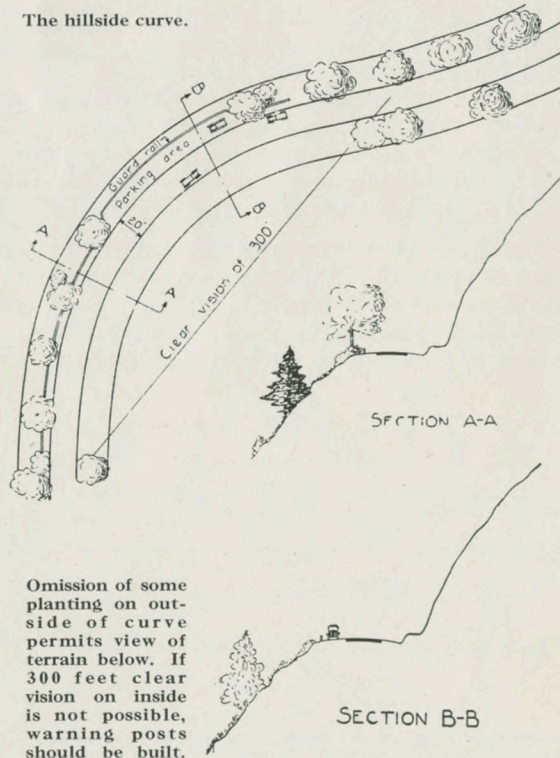 The hillside curve.
B
Guard rail
Parking area
B
20'
A
A
Clear vision of 300'
SECTION A-A
Omission of some
planting on out-
side of curve
permits view of
terrain below. If
300 feet clear
vision on inside
is not possible,
warning posts
should be built.
SECTION B-B